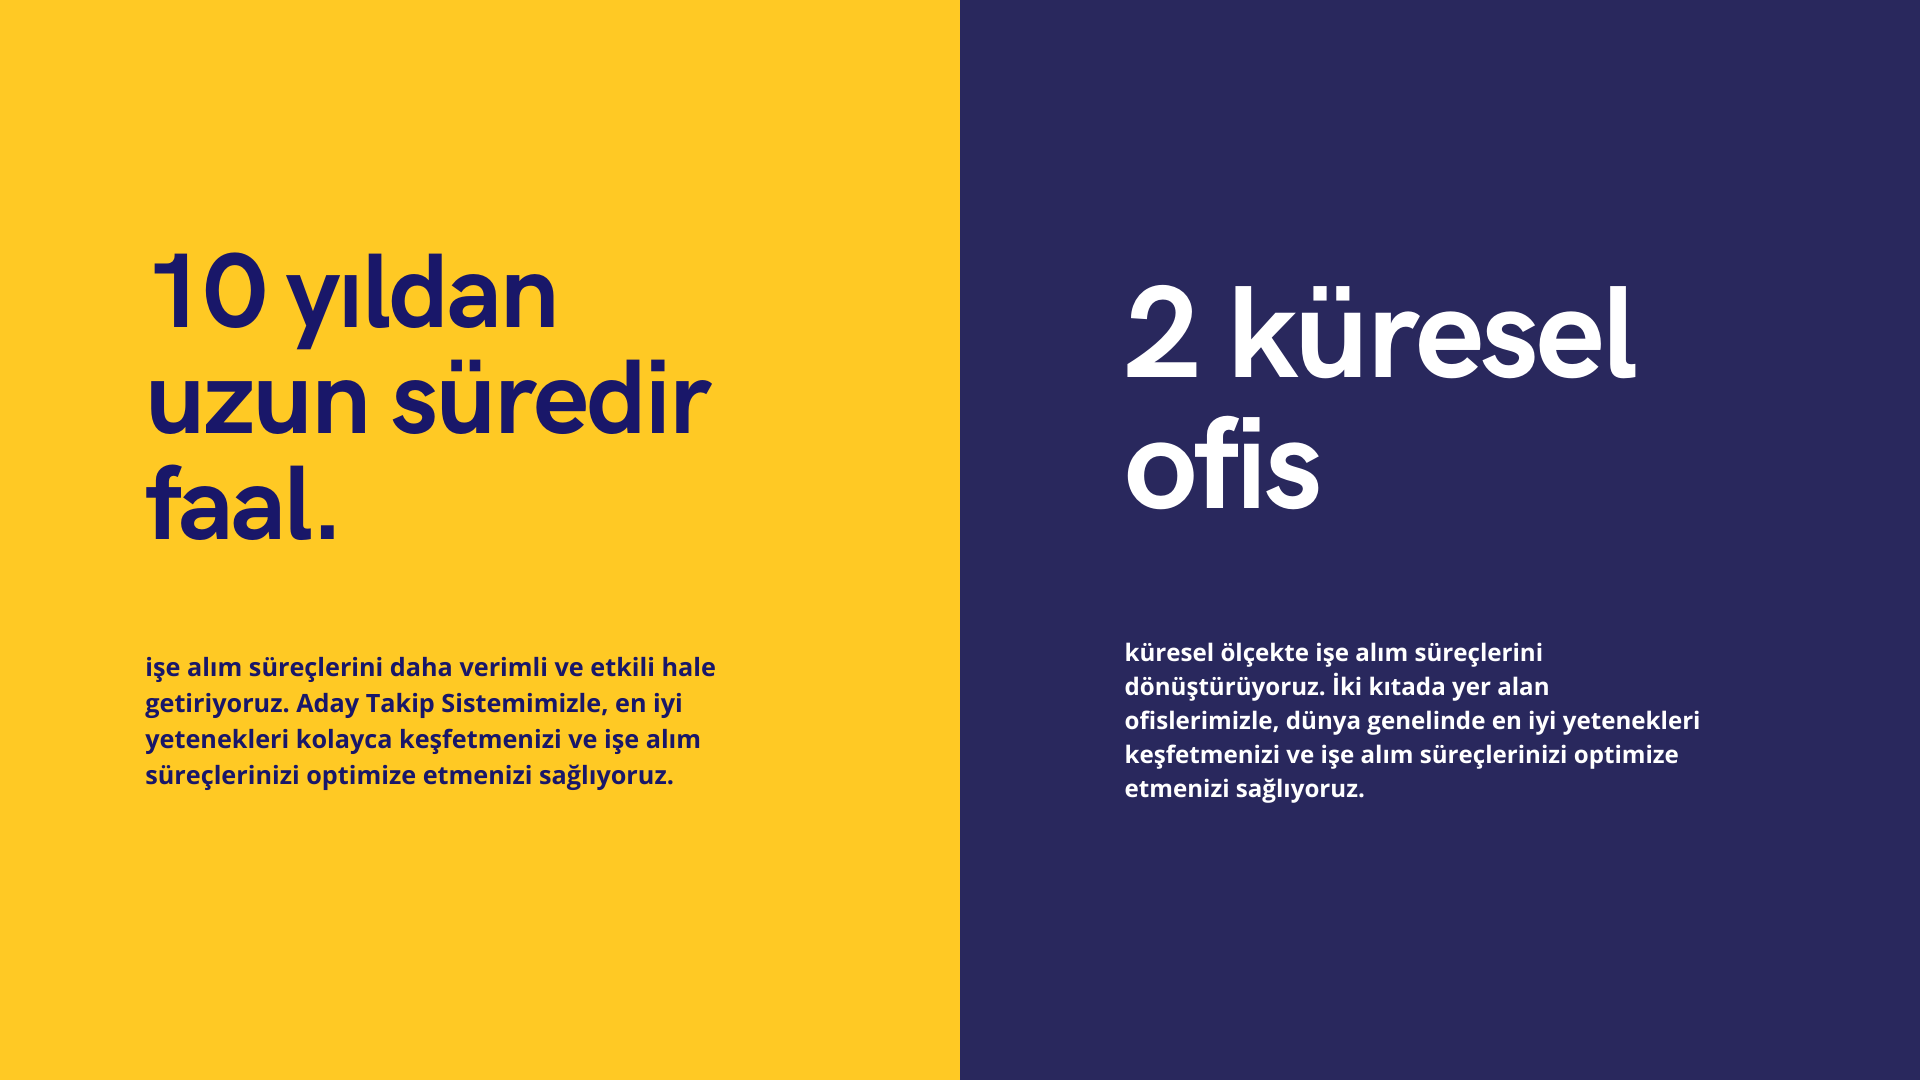 10 yıldan
uzun süredir
faal.
işe alım süreçlerini daha verimli ve etkili hale
getiriyoruz. Aday Takip Sistemimizle, en iyi
yetenekleri kolayca keşfetmenizi ve işe alım
süreçlerinizi optimize etmenizi sağlıyoruz.
2 küresel
ofis
küresel ölçekte işe alım süreçlerini
dönüştürüyoruz. İki kıtada yer alan
ofislerimizle, dünya genelinde en iyi yetenekleri
keşfetmenizi ve işe alım süreçlerinizi optimize
etmenizi sağlıyoruz.